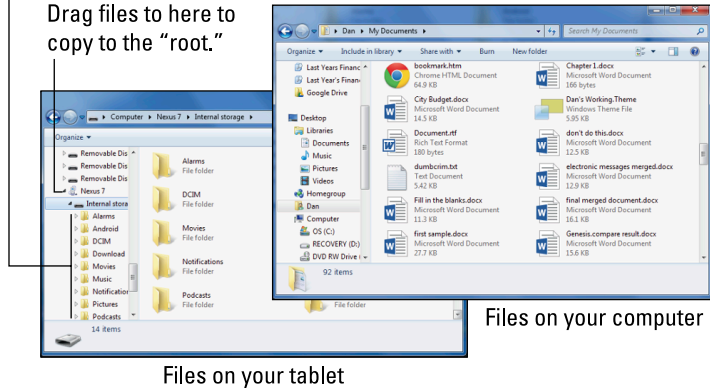 Drag files to here to
copy to the “root.”
Dan ▸ My Documents ▸
Search My Documents
Organize ▾ Include in library ▾ Share with ▾ Burn New folder
Last Years Financ
Last Year's Finan
Google Drive
Desktop
Libraries
Documents
Music
Pictures
Videos
Homegroup
Dan
Computer
OS (C:)
RECOVERY (D:)
DVD RW Drive (
bookmark.htm
Chrome HTML Document
64.9 KB
Chapter 1.docx
Microsoft Word Document
166 bytes
City Budget.docx
Microsoft Word Document
14.5 KB
Dan's Working.Theme
Windows Theme File
5.95 KB
Document.rtf
Rich Text Format
180 bytes
don't do this.docx
Microsoft Word Document
12.5 KB
dumbcrim.txt
Text Document
5.42 KB
electronic messages merged.docx
Microsoft Word Document
12.9 KB
Fill in the blanks.docx
Microsoft Word Document
11.3 KB
final merged document.docx
Microsoft Word Document
16.1 KB
first sample.docx
Microsoft Word Document
27.7 KB
Genesis.compare result.docx
Microsoft Word Document
15.6 KB
92 items
Files on your computer
Computer ▸ Nexus 7 ▸ Internal storage ▸
Organize ▾
Removable Dis
Removable Dis
Removable Dis
Nexus 7
Internal stora
Alarms
Android
DCIM
Download
Movies
Music
Notification
Pictures
Podcasts
Alarms
File folder
DCIM
File folder
Movies
File folder
Notifications
File folder
Podcasts
File folder
File folder
14 items
Files on your tablet